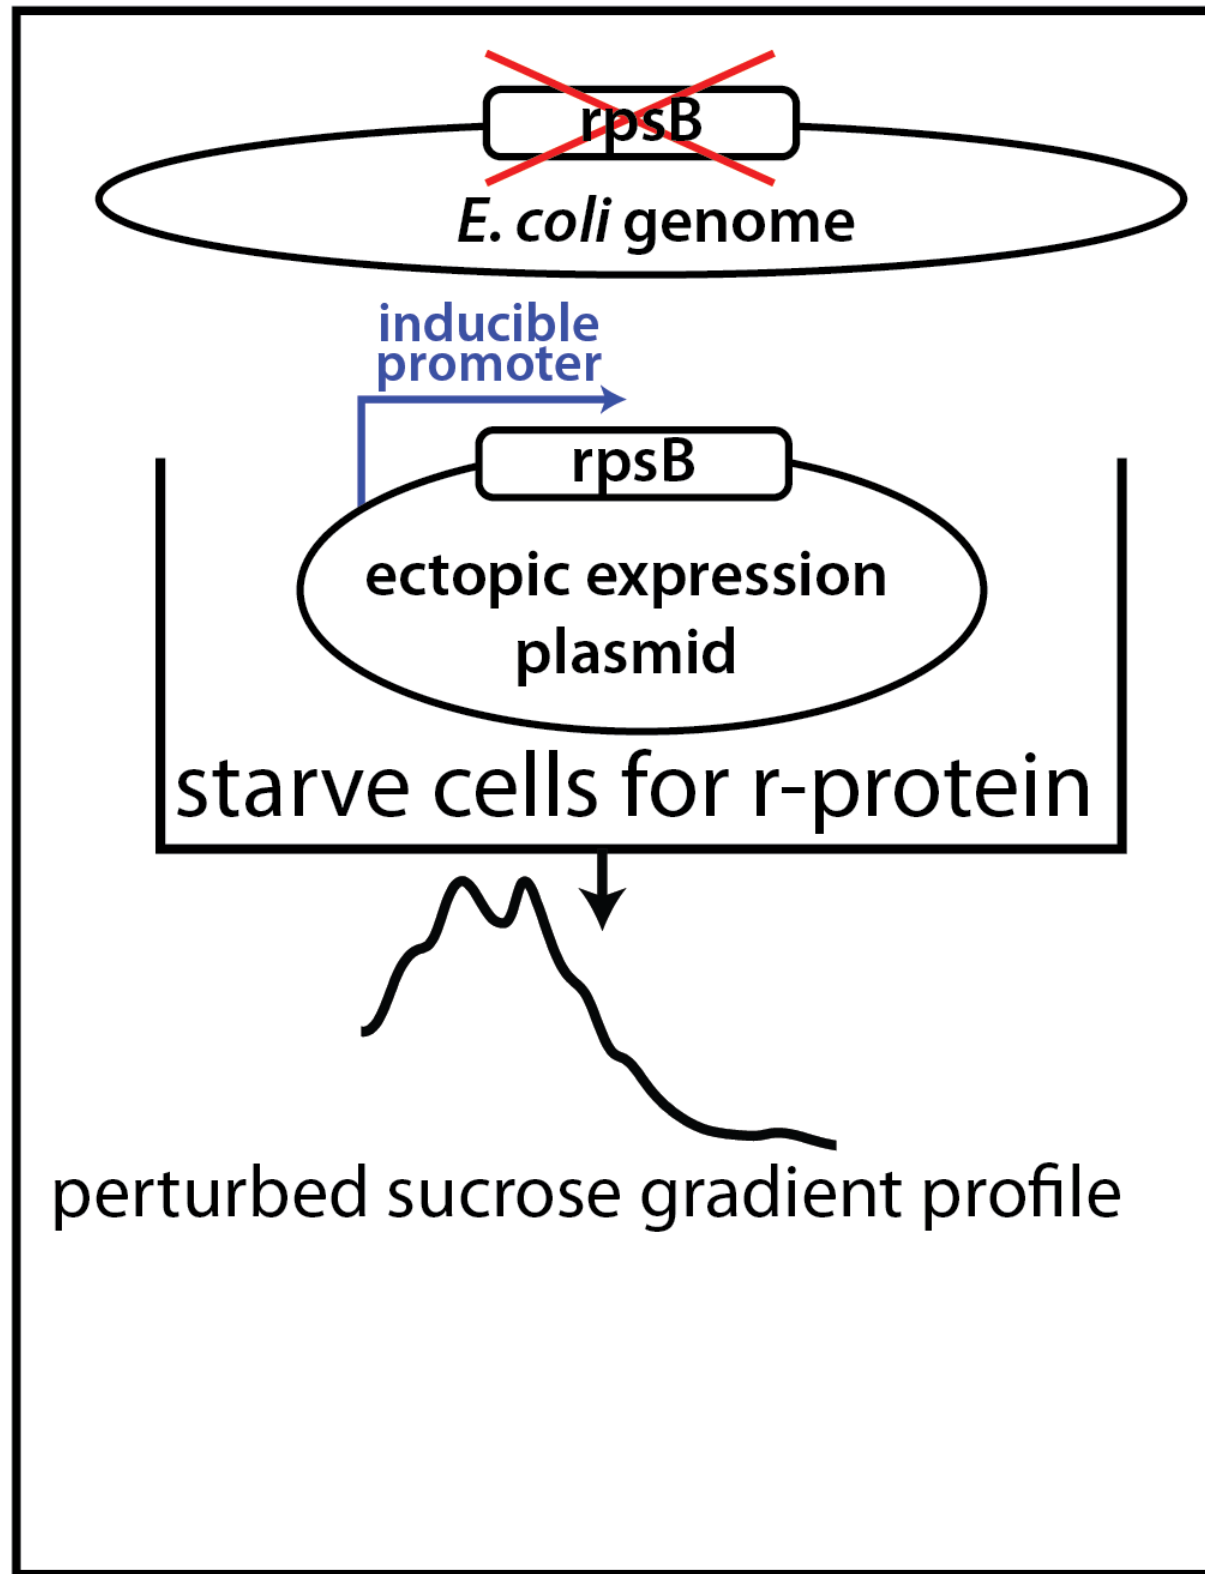 rpsB
E. coli genome
inducible
promoter
rpsB
ectopic expression
plasmid
starve cells for r-protein
perturbed sucrose gradient profile